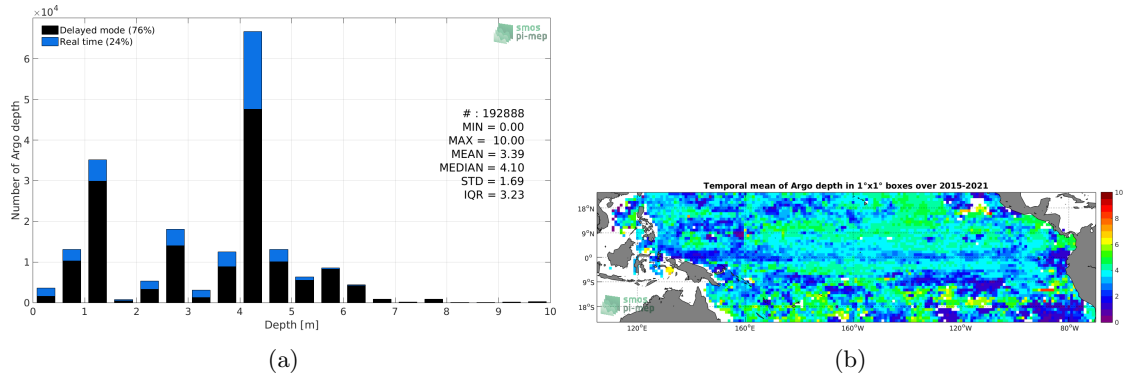 ×10⁴
Delayed mode (76%)
Real time (24%)
smos
pi-mep
Number of Argo depth
6
5
4
3
2
1
0
# : 192888
MIN = 0.00
MAX = 10.00
MEAN = 3.39
MEDIAN = 4.10
STD = 1.69
IQR = 3.23
0 1 2 3 4 5 6 7 8 9 10
Depth [m]
(a)
Temporal mean of Argo depth in 1°x1° boxes over 2015-2021
18°N
9°N
0°
9°S
18°S
smos
pi-mep
120°E 160°E 160°W 120°W 80°W
10
8
6
4
2
0
(b)